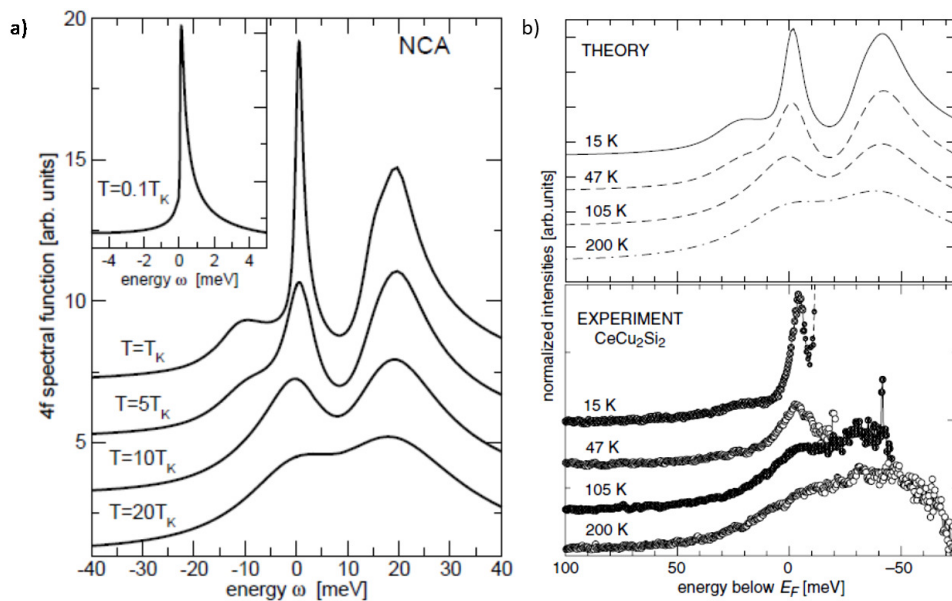 a)
NCA
4f spectral function [arb. units]
20
15
10
5
T=0.1T_K
-4 -2 0 2 4
energy ω [meV]
T=T_K
T=5T_K
T=10T_K
T=20T_K
-40 -30 -20 -10 0 10 20 30 40
energy ω [meV]
b)
normalized intensities [arb.units]
THEORY
15 K
47 K
105 K
200 K
EXPERIMENT
CeCu2Si2
15 K
47 K
105 K
200 K
100 50 0 -50
energy below E_F [meV]